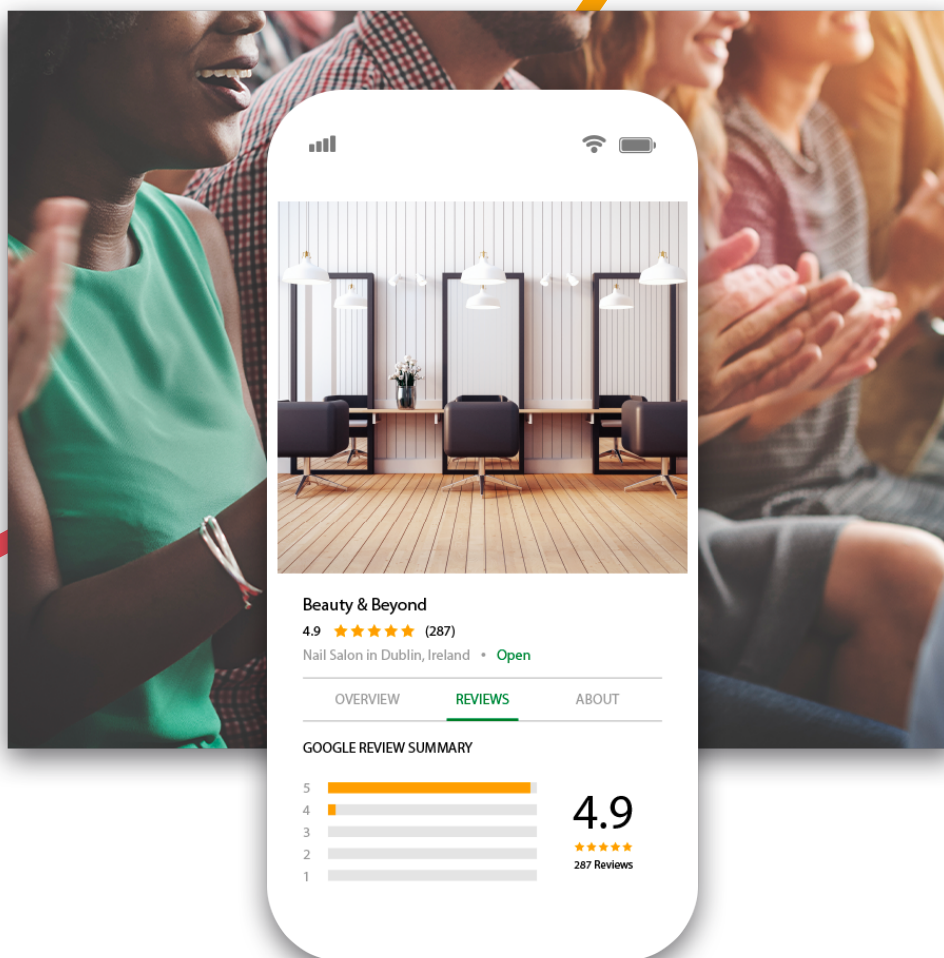 Beauty & Beyond
4.9 (287)
Nail Salon in Dublin, Ireland • Open
OVERVIEW REVIEWS ABOUT
GOOGLE REVIEW SUMMARY
5
4
3
2
1
4.9
287 Reviews